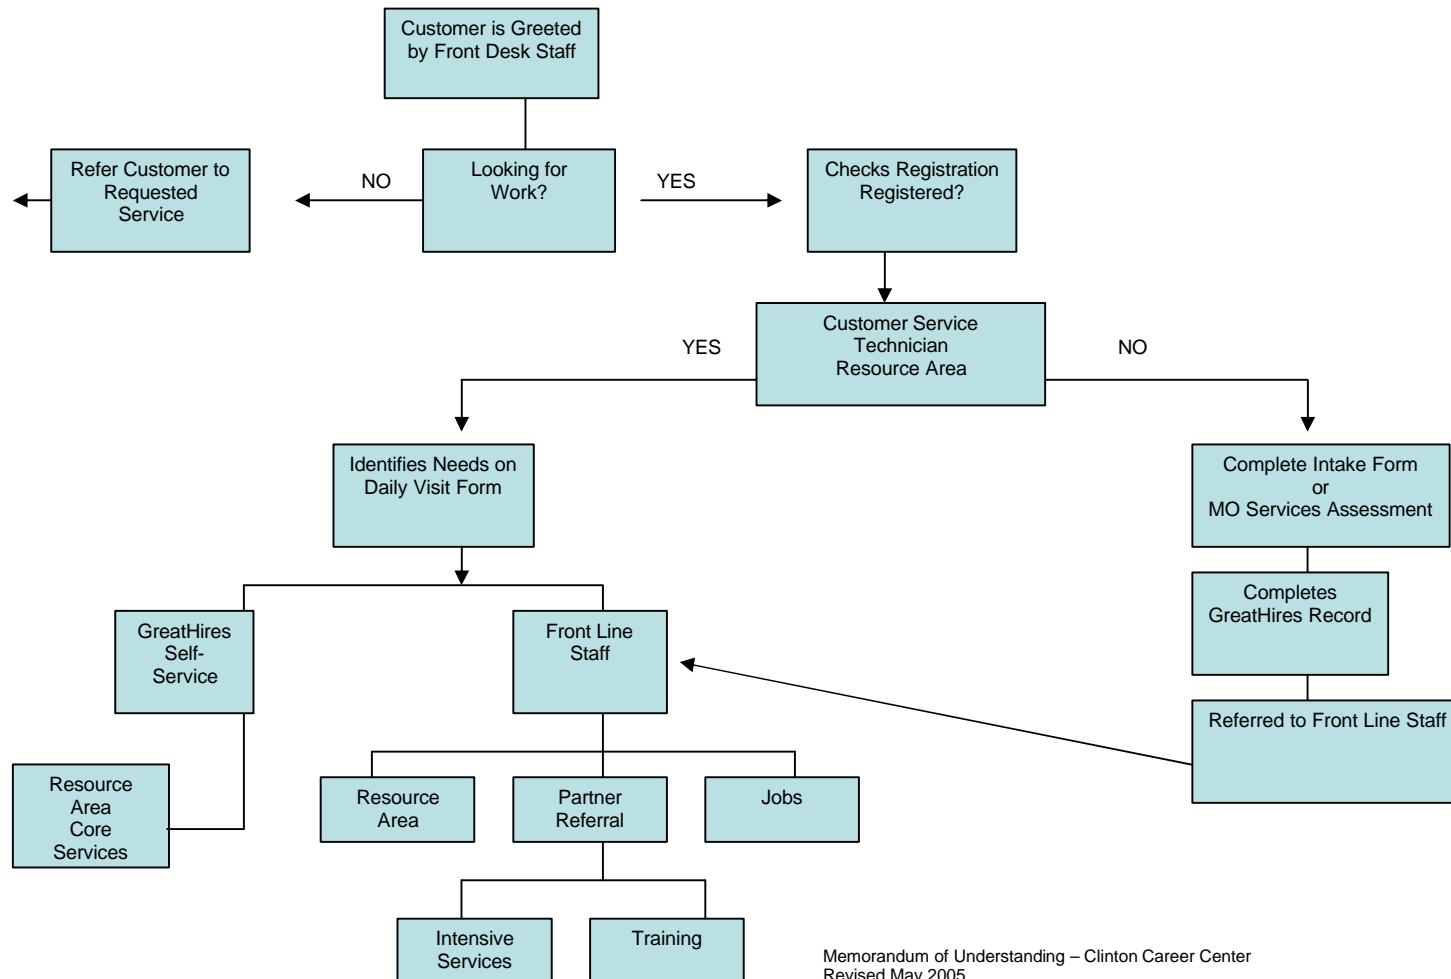 Customer is Greeted
by Front Desk Staff
Refer Customer to
Requested
Service
NO
Looking for
Work?
YES
Checks Registration
Registered?
Customer Service
Technician
Resource Area
YES
NO
Identifies Needs on
Daily Visit Form
Complete Intake Form
or
MO Services Assessment
Completes
GreatHires Record
GreatHires
Self-
Service
Front Line
Staff
Referred to Front Line Staff
Resource
Area
Core
Services
Resource
Area
Partner
Referral
Jobs
Intensive
Services
Training
Memorandum of Understanding – Clinton Career Center
Revised May 2005